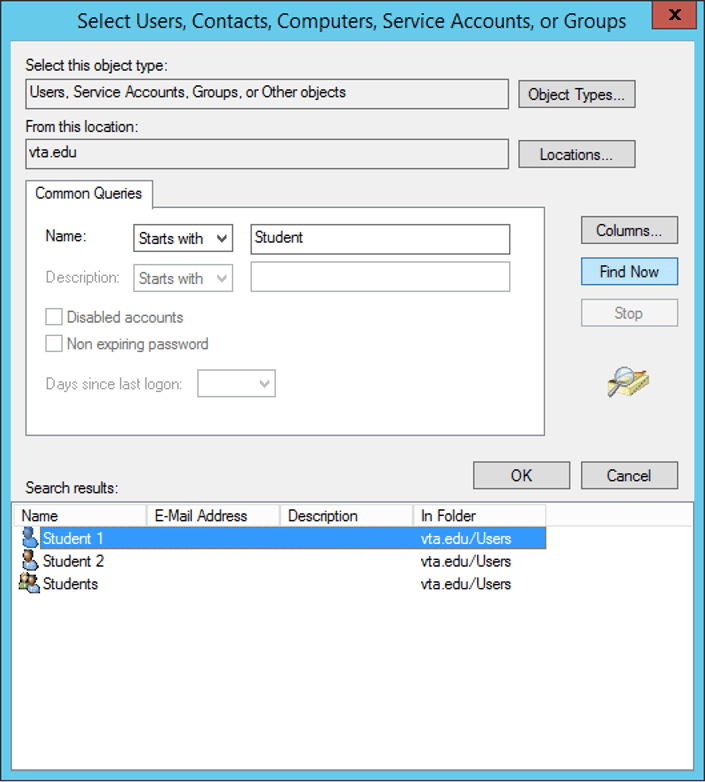 Select Users, Contacts, Computers, Service Accounts, or Groups
x
Select this object type:
Users, Service Accounts, Groups, or Other objects
Object Types...
From this location:
vta.edu
Locations...
Common Queries
Name:
Starts with
Student
Columns...
Description:
Starts with
Find Now
Disabled accounts
Stop
Non expiring password
Days since last logon:
OK
Cancel
Search results:
Name E-Mail Address Description In Folder
Student 1 vta.edu/Users
Student 2 vta.edu/Users
Students vta.edu/Users